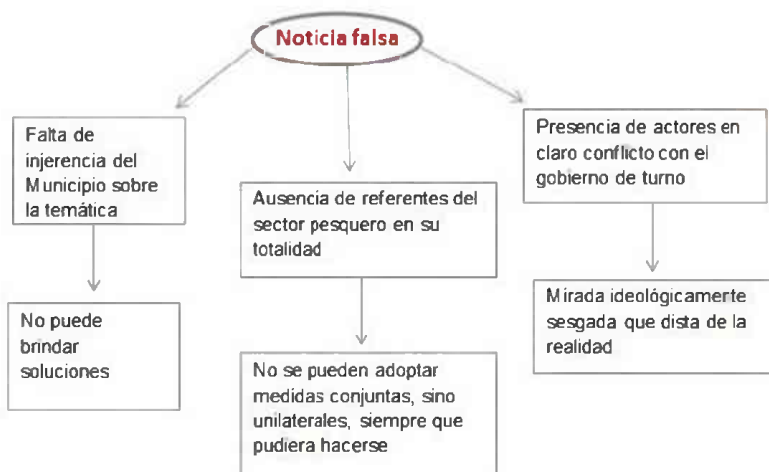 Noticia falsa
Falta de
injerencia del
Municipio sobre
la temática
Ausencia de referentes del
sector pesquero en su
totalidad
Presencia de actores en
claro conflicto con el
gobierno de turno
No puede
brindar
soluciones
No se pueden adoptar
medidas conjuntas, sino
unilaterales, siempre que
pudiera hacerse
Mirada ideológicamente
sesgada que dista de la
realidad